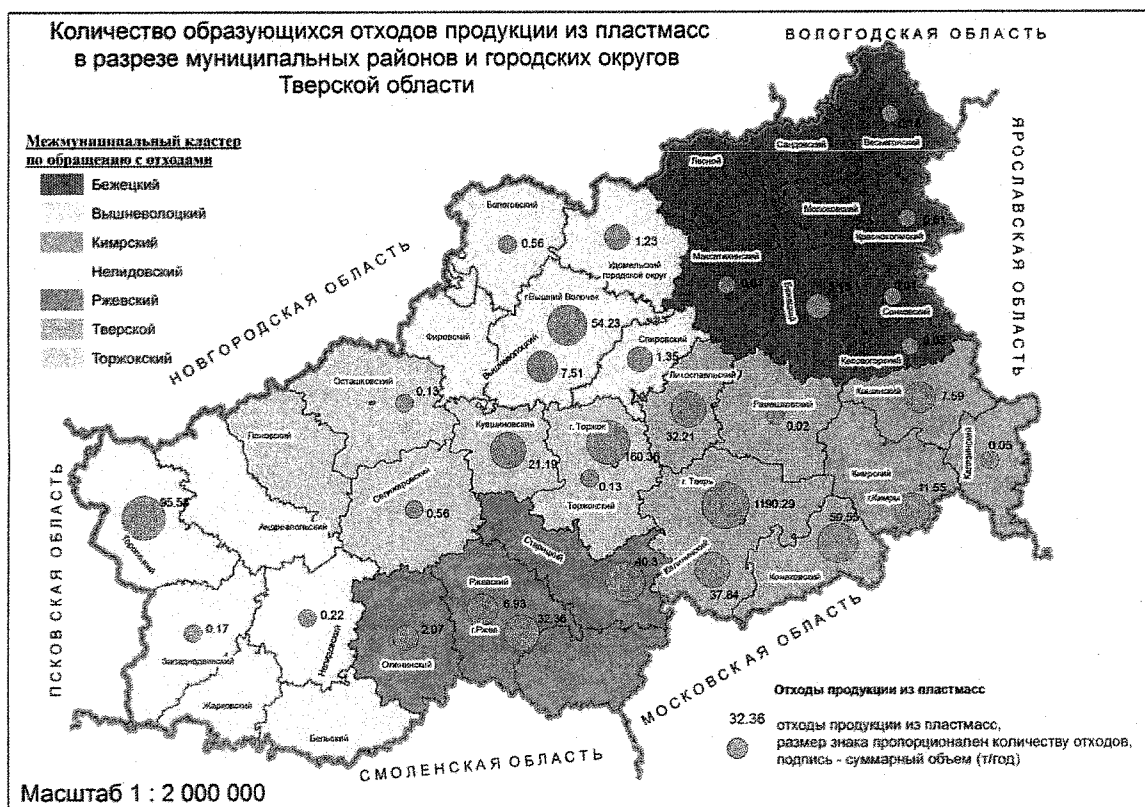 Количество образующихся отходов продукции из пластмасс
в разрезе муниципальных районов и городских округов
Тверской области
ВОЛОГОДСКАЯ ОБЛАСТЬ
ЯРОСЛАВСКАЯ ОБЛАСТЬ
НОВГОРОДСКАЯ ОБЛАСТЬ
ПСКОВСКАЯ ОБЛАСТЬ
СМОЛЕНСКАЯ ОБЛАСТЬ
МОСКОВСКАЯ ОБЛАСТЬ
Межмуниципальный кластер
по обращению с отходами
Бежецкий
Вышневолоцкий
Кимрский
Нелидовский
Ржевский
Тверской
Торжокский
Весьегонский
Сандовский
Лесной
Молоковский
Краснохолмский
Максатихинский
Бежецкий
Сонковский
Кесовогорский
Бологовский
0.56
1.23
Удомельский
городской округ
г.Вышний Волочек
54.23
Вышневолоцкий
7.51
Фировский
Спировский
1.35
Осташковский
0.13
Пеновский
Кувшиновский
21.19
г. Торжок
160.36
0.13
Торжокский
Лихославльский
32.21
Рамешковский
0.02
Кашинский
7.59
Калязинский
0.05
Кимрский
11.55
г.Кимры
г. Тверь
1190.29
Калининский
37.84
Конаковский
Селижаровский
0.56
Андреапольский
Старицкий
40.3
Ржевский
6.93
г.Ржев
32.36
2.07
Оленинский
0.22
Нелидовский
0.17
Западнодвинский
Жарковский
Бельский
Отходы продукции из пластмасс
32.36
отходы продукции из пластмасс,
размер знака пропорционален количеству отходов,
подпись - суммарный объем (т/год)
Масштаб 1 : 2 000 000